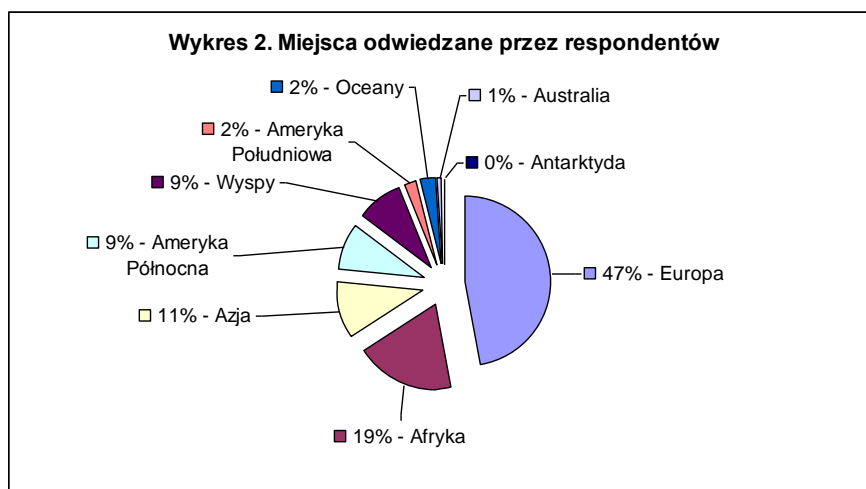 Wykres 2. Miejsca odwiedzane przez respondentów
2% - Oceany
1% - Australia
2% - Ameryka
Południowa
0% - Antarktyda
9% - Wyspy
9% - Ameryka
Północna
47% - Europa
11% - Azja
19% - Afryka